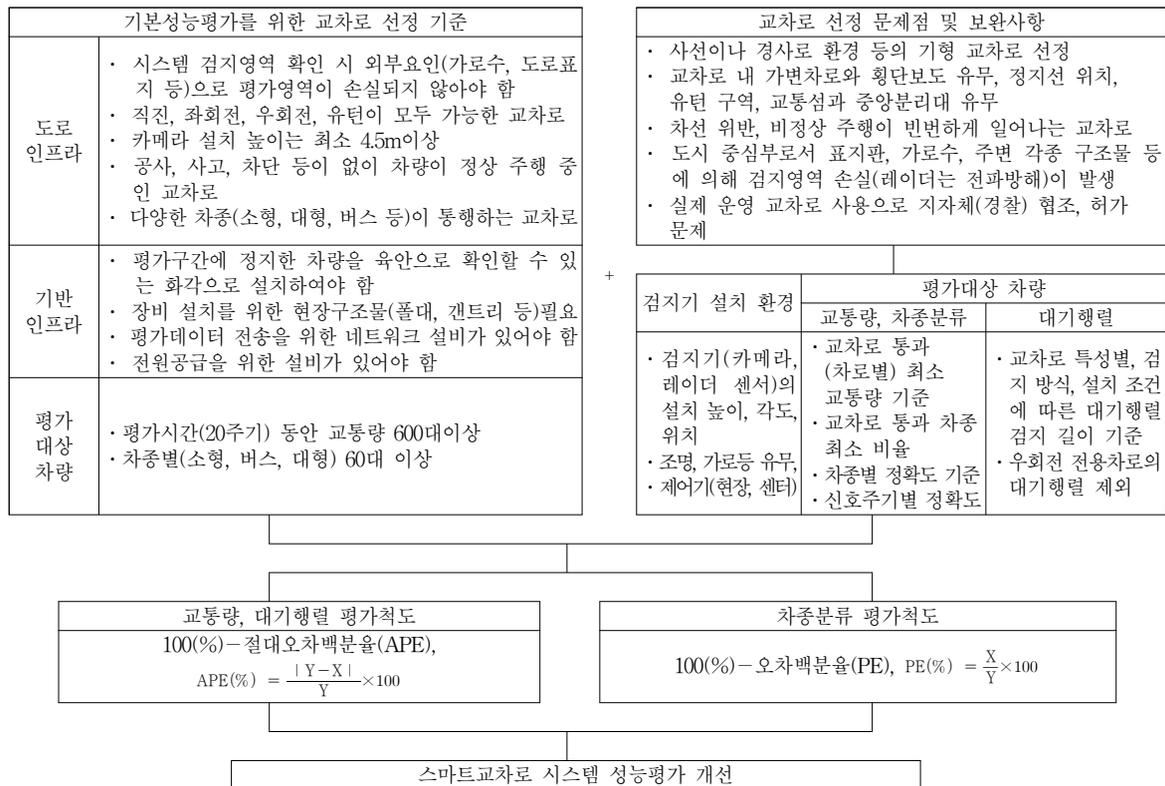 기본성능평가를 위한 교차로 선정 기준
도로
인프라
· 시스템 검지영역 확인 시 외부요인(가로수, 도로표
지 등)으로 평가영역이 손실되지 않아야 함
· 직진, 좌회전, 우회전, 유턴이 모두 가능한 교차로
· 카메라 설치 높이는 최소 4.5m이상
· 공사, 사고, 차단 등이 없이 차량이 정상 주행 중
인 교차로
· 다양한 차종(소형, 대형, 버스 등)이 통행하는 교차로
기반
인프라
· 평가구간에 정지한 차량을 육안으로 확인할 수 있
는 화각으로 설치하여야 함
· 장비 설치를 위한 현장구조물(폴대, 갠트리 등)필요
· 평가데이터 전송을 위한 네트워크 설비가 있어야 함
· 전원공급을 위한 설비가 있어야 함
평가
대상
차량
· 평가시간(20주기) 동안 교통량 600대이상
· 차종별(소형, 버스, 대형) 60대 이상
+
교차로 선정 문제점 및 보완사항
· 사선이나 경사로 환경 등의 기형 교차로 선정
· 교차로 내 가변차로와 횡단보도 유무, 정지선 위치,
유턴 구역, 교통섬과 중앙분리대 유무
· 차선 위반, 비정상 주행이 빈번하게 일어나는 교차로
· 도시 중심부로서 표지판, 가로수, 주변 각종 구조물 등
에 의해 검지영역 손실(레이더는 전파방해)이 발생
· 실제 운영 교차로 사용으로 지자체(경찰) 협조, 허가
문제
검지기 설치 환경
평가대상 차량
교통량, 차종분류
대기행렬
· 검지기(카메라,
레이더 센서)의
설치 높이, 각도,
위치
· 조명, 가로등 유무,
· 제어기(현장, 센터)
· 교차로 통과
(차로별) 최소
교통량 기준
· 교차로 통과 차종
최소 비율
· 차종별 정확도 기준
· 신호주기별 정확도
· 교차로 특성별, 검
지 방식, 설치 조건
에 따른 대기행렬
검지 길이 기준
· 우회전 전용차로의
대기행렬 제외
교통량, 대기행렬 평가척도
100(%)−절대오차백분율(APE),
APE(%) = |Y−X| / Y ×100
차종분류 평가척도
100(%)−오차백분율(PE), PE(%) = X / Y ×100
스마트교차로 시스템 성능평가 개선